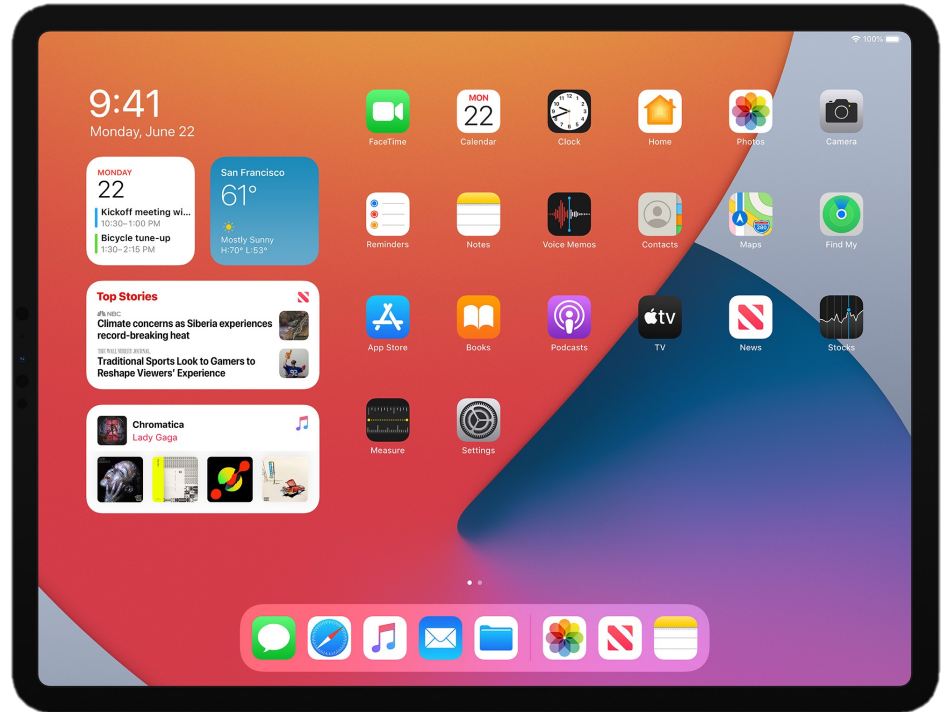 100%
9:41
Monday, June 22
MONDAY
22
Kickoff meeting wi...
10:30–1:00 PM
Bicycle tune-up
1:30–2:15 PM
San Francisco
61°
Mostly Sunny
H:70° L:53°
Top Stories
NBC
Climate concerns as Siberia experiences
record-breaking heat
THE WALL STREET JOURNAL.
Traditional Sports Look to Gamers to
Reshape Viewers' Experience
Chromatica
Lady Gaga
MON
22
FaceTime
Calendar
Clock
Home
Photos
Camera
280
Reminders
Notes
Voice Memos
Contacts
Maps
Find My
tv
App Store
Books
Podcasts
TV
News
Stocks
Measure
Settings